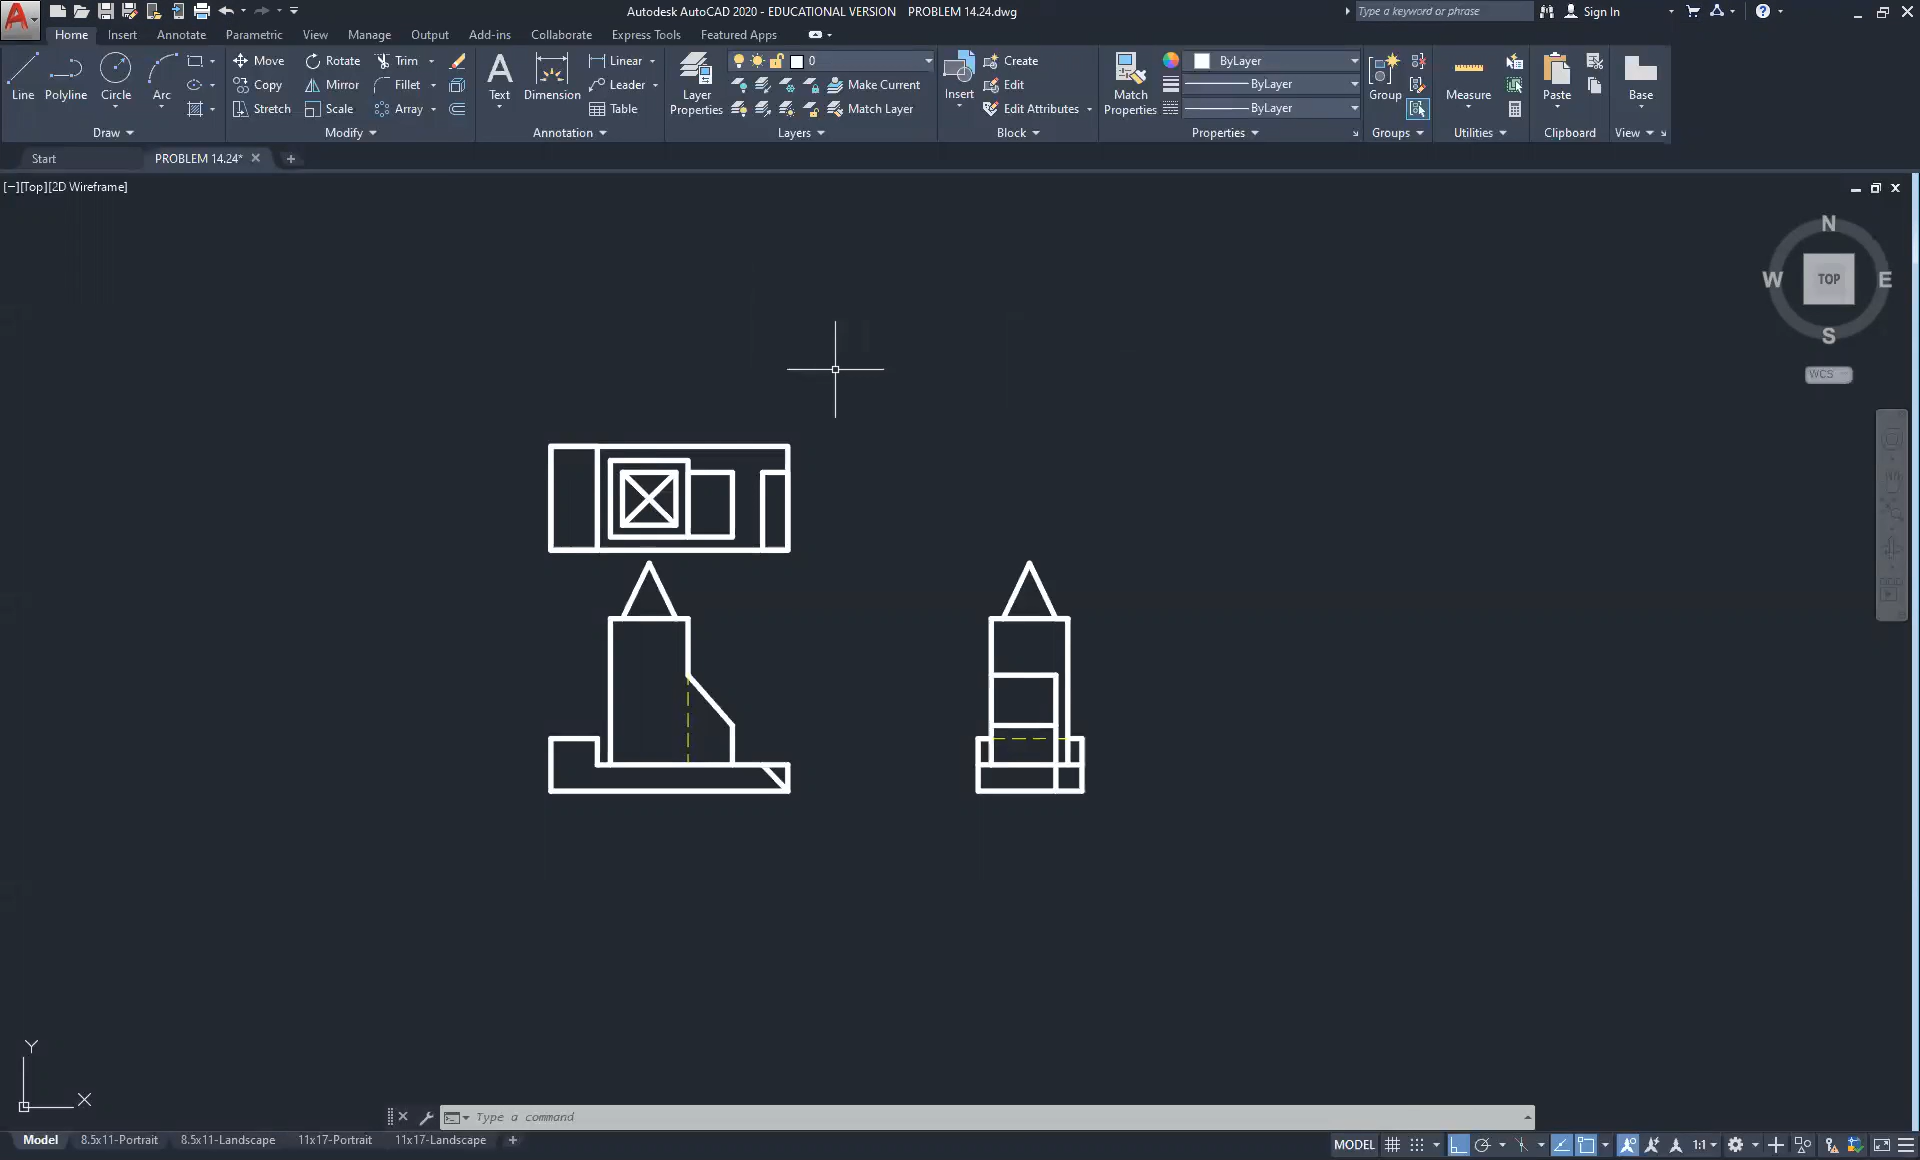 Autodesk AutoCAD 2020 - EDUCATIONAL VERSION PROBLEM 14.24.dwg
Type a keyword or phrase
Sign In
Home Insert Annotate Parametric View Manage Output Add-ins Collaborate Express Tools Featured Apps
Line Polyline Circle Arc
Draw
Move Rotate Trim
Copy Mirror Fillet
Stretch Scale Array
Modify
Text Dimension
Linear
Leader
Table
Annotation
Layer Properties
0
Make Current
Match Layer
Layers
Insert
Create
Edit
Edit Attributes
Block
Match Properties
ByLayer
ByLayer
ByLayer
Properties
Group
Groups
Measure
Utilities
Paste
Clipboard
Base
View
Start PROBLEM 14.24*
[−][Top][2D Wireframe]
N
W TOP E
S
WCS
Y
X
Type a command
Model 8.5x11-Portrait 8.5x11-Landscape 11x17-Portrait 11x17-Landscape
MODEL 1:1